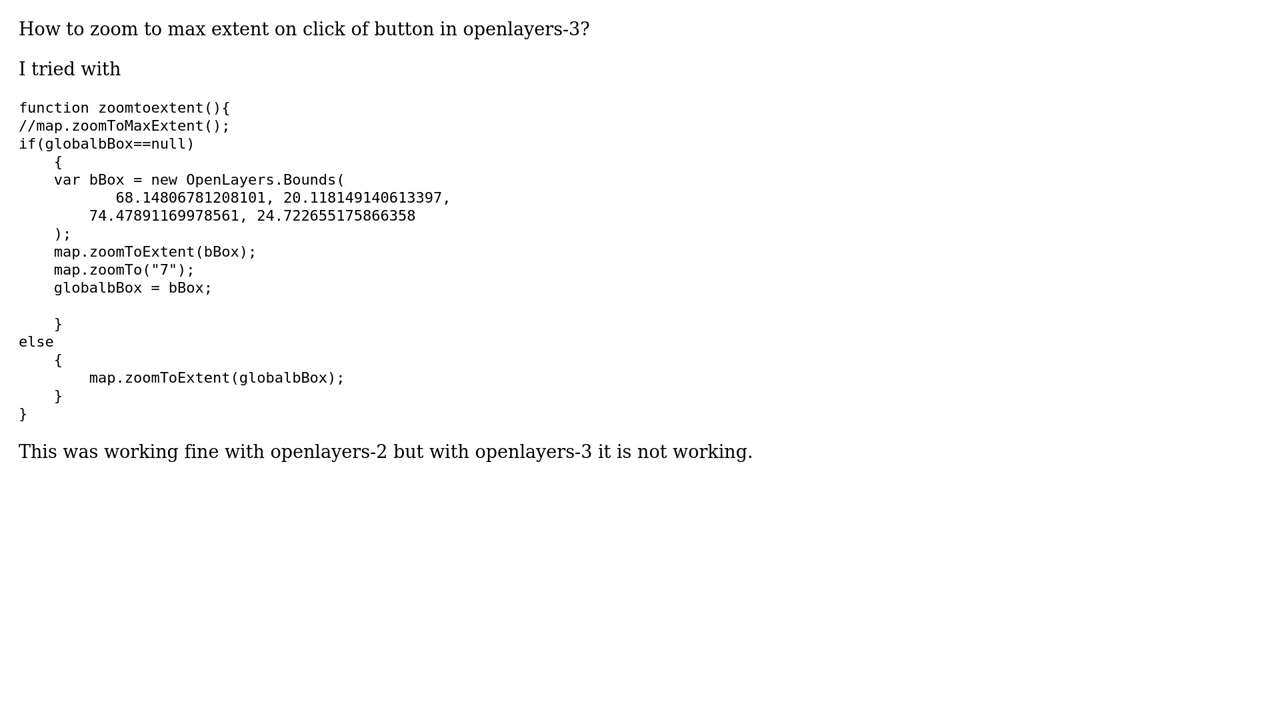 How to zoom to max extent on click of button in openlayers-3?
I tried with
function zoomtoextent(){
//map.zoomToMaxExtent();
if(globalbBox==null)
    {
    var bBox = new OpenLayers.Bounds(
           68.14806781208101, 20.118149140613397,
        74.47891169978561, 24.722655175866358
    );
    map.zoomToExtent(bBox);
    map.zoomTo("7");
    globalbBox = bBox;

    }
else
    {
        map.zoomToExtent(globalbBox);
    }
}
This was working fine with openlayers-2 but with openlayers-3 it is not working.